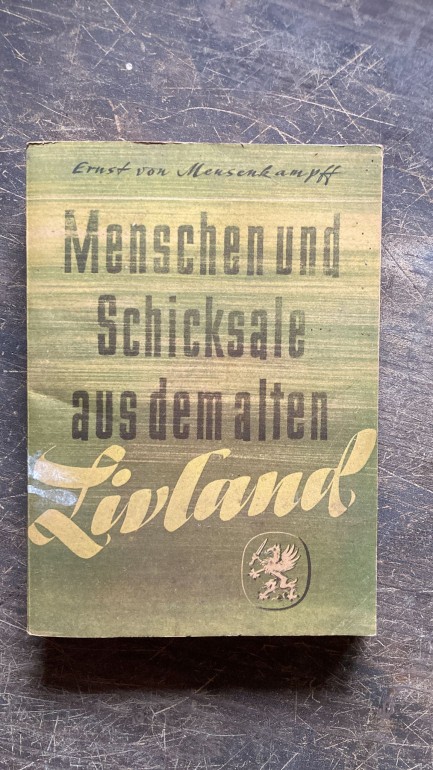 Ernst von Mensenkampff
Menschen und
Schicksale
aus dem alten
Livland